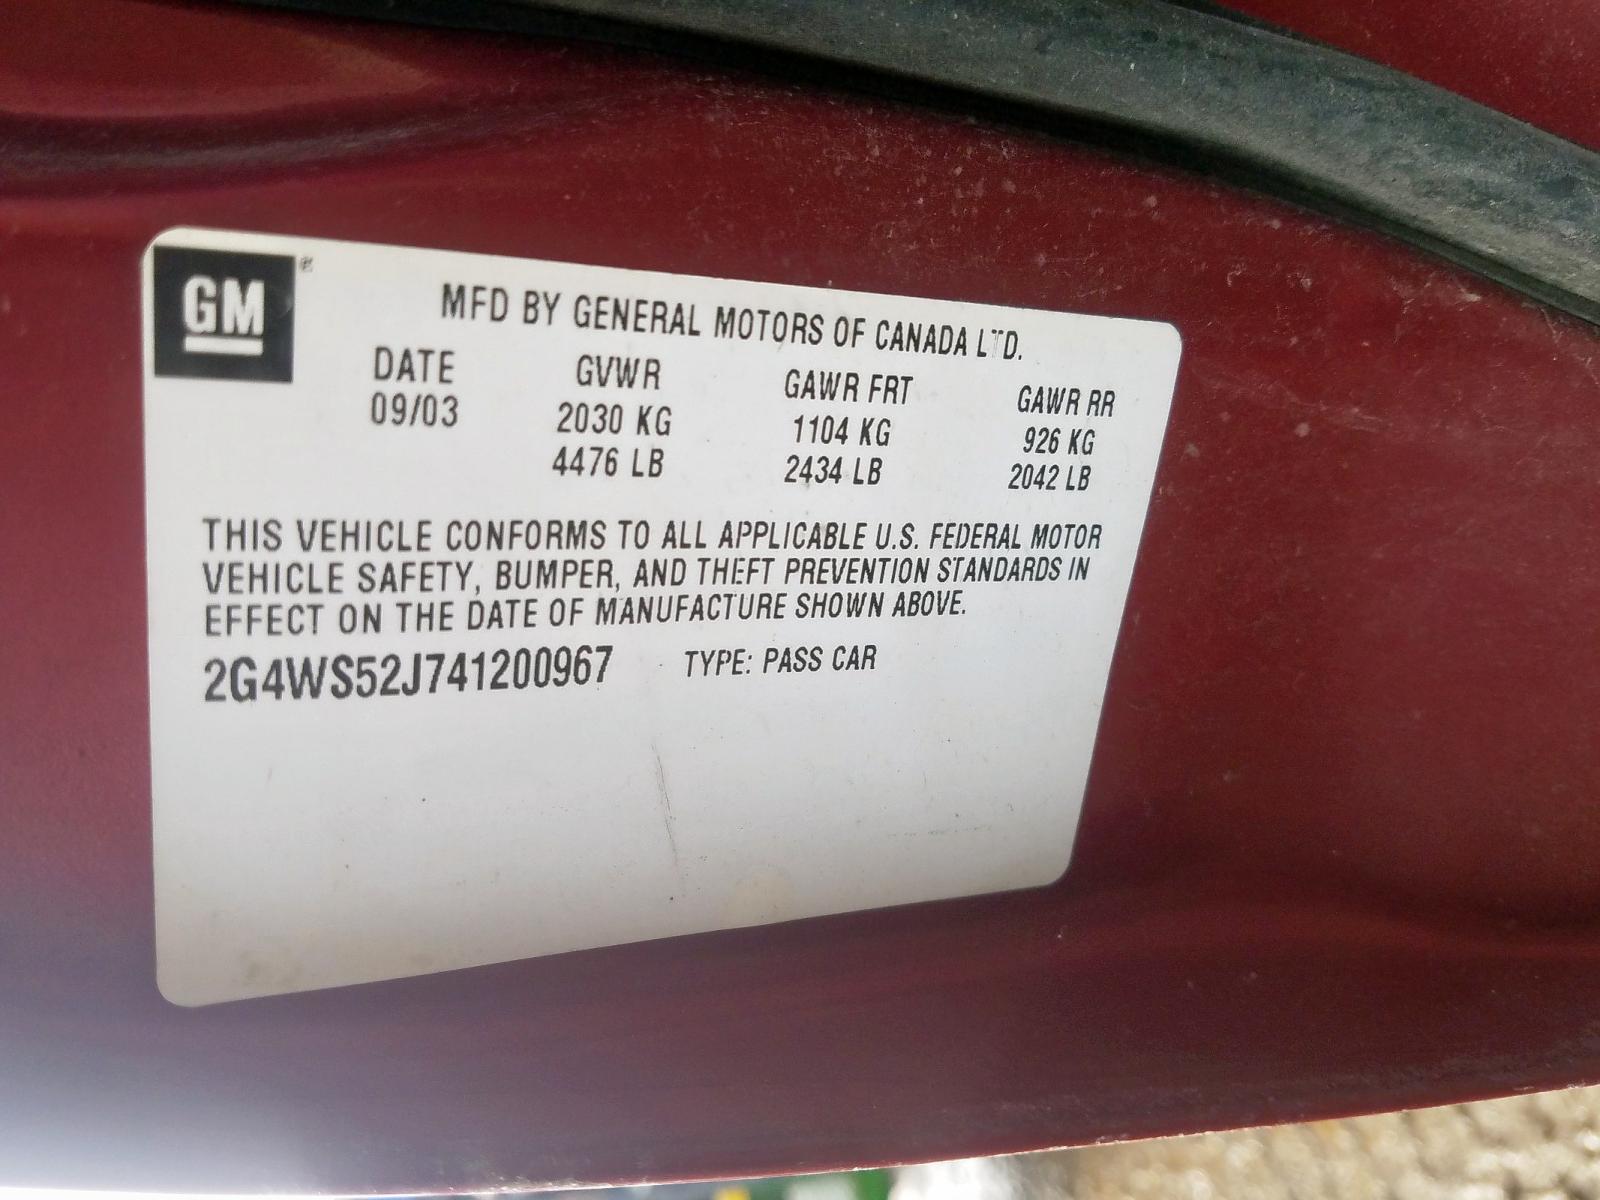 GM ®
MFD BY GENERAL MOTORS OF CANADA LTD.
DATE GVWR GAWR FRT GAWR RR
09/03 2030 KG 1104 KG 926 KG
4476 LB 2434 LB 2042 LB
THIS VEHICLE CONFORMS TO ALL APPLICABLE U.S. FEDERAL MOTOR
VEHICLE SAFETY, BUMPER, AND THEFT PREVENTION STANDARDS IN
EFFECT ON THE DATE OF MANUFACTURE SHOWN ABOVE.
2G4WS52J741200967 TYPE: PASS CAR